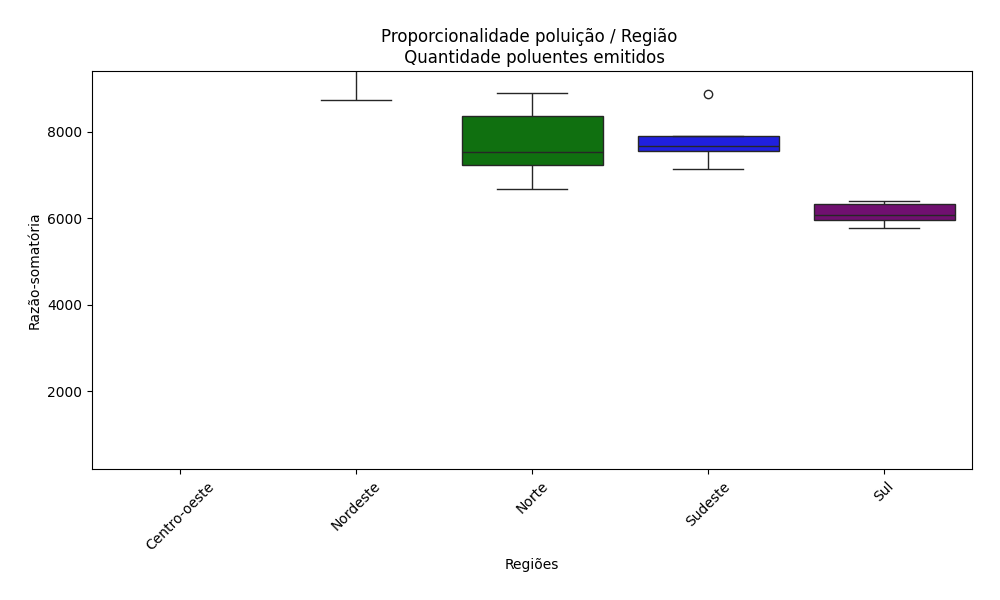 Proporcionalidade poluição / Região
Quantidade poluentes emitidos
Razão-somatória
8000
6000
4000
2000
Centro-oeste
Nordeste
Norte
Sudeste
Sul
Regiões